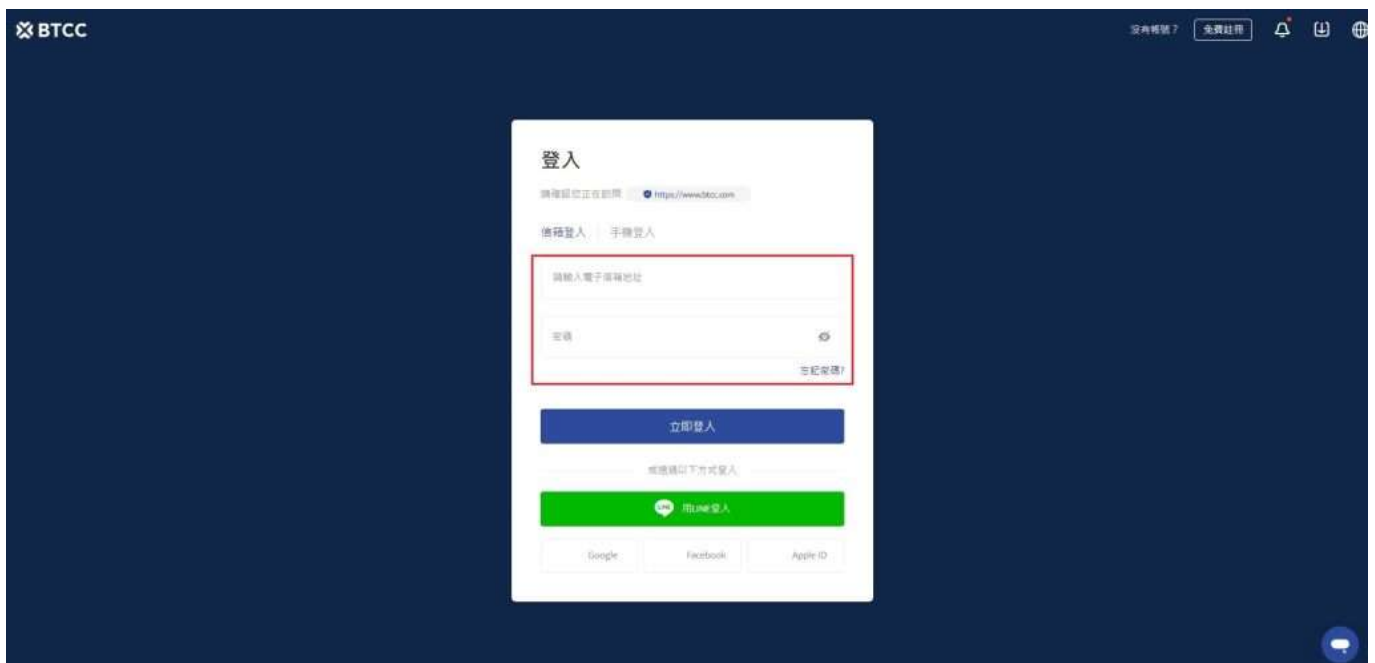 BTCC
沒有帳號？ 免費註冊
登入
請確認您正在訪問 https://www.btcc.com
信箱登入 手機登入
請輸入電子信箱地址
密碼
忘記密碼?
立即登入
或透過以下方式登入
LINE 用LINE登入
Google Facebook Apple ID